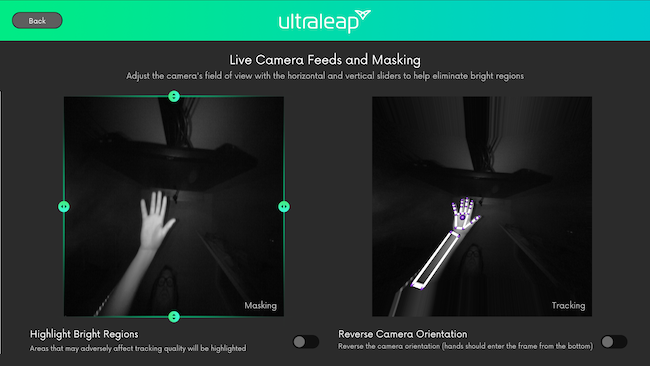 Back
ultraleap
Live Camera Feeds and Masking
Adjust the camera's field of view with the horizontal and vertical sliders to help eliminate bright regions
Masking
Tracking
Highlight Bright Regions
Areas that may adversely affect tracking quality will be highlighted
Reverse Camera Orientation
Reverse the camera orientation (hands should enter the frame from the bottom)